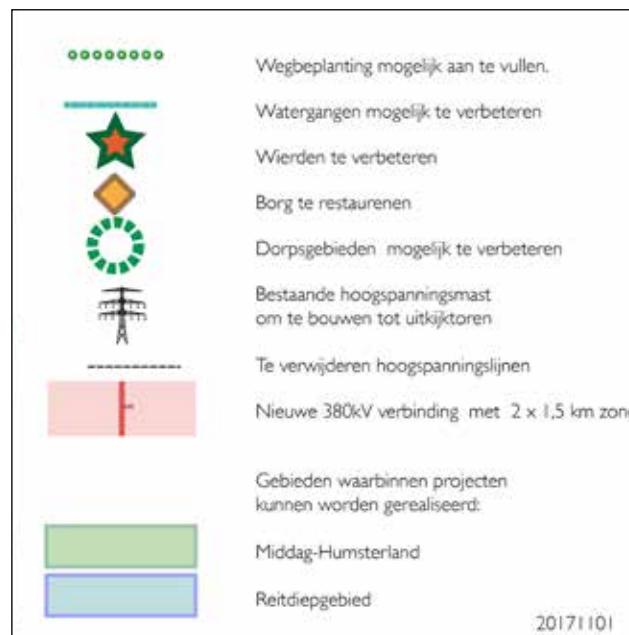 Wegbeplanting mogelijk aan te vullen.
Watergangen mogelijk te verbeteren
Wierden te verbeteren
Borg te restaurenen
Dorpsgebieden mogelijk te verbeteren
Bestaande hoogspanningsmast
om te bouwen tot uitkijktoren
Te verwijderen hoogspanningslijnen
Nieuwe 380kV verbinding met 2 x 1,5 km zone
Gebieden waarbinnen projecten
kunnen worden gerealiseerd:
Middag-Humsterland
Reitdiepgebied
20171101